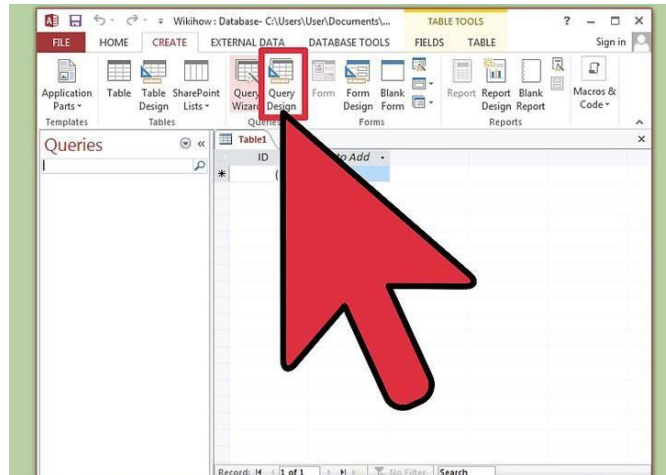 Wikihow : Database- C:\Users\User\Documents\... TABLE TOOLS ?
FILE HOME CREATE EXTERNAL DATA DATABASE TOOLS FIELDS TABLE Sign in
Application Parts Table Table Design SharePoint Lists Query Wizard Query Design Form Form Design Blank Form Report Report Design Blank Report Macros & Code
Templates Tables Forms Reports
Queries « Table1
ID to Add
*
Record: 1 of 1 No Filter Search